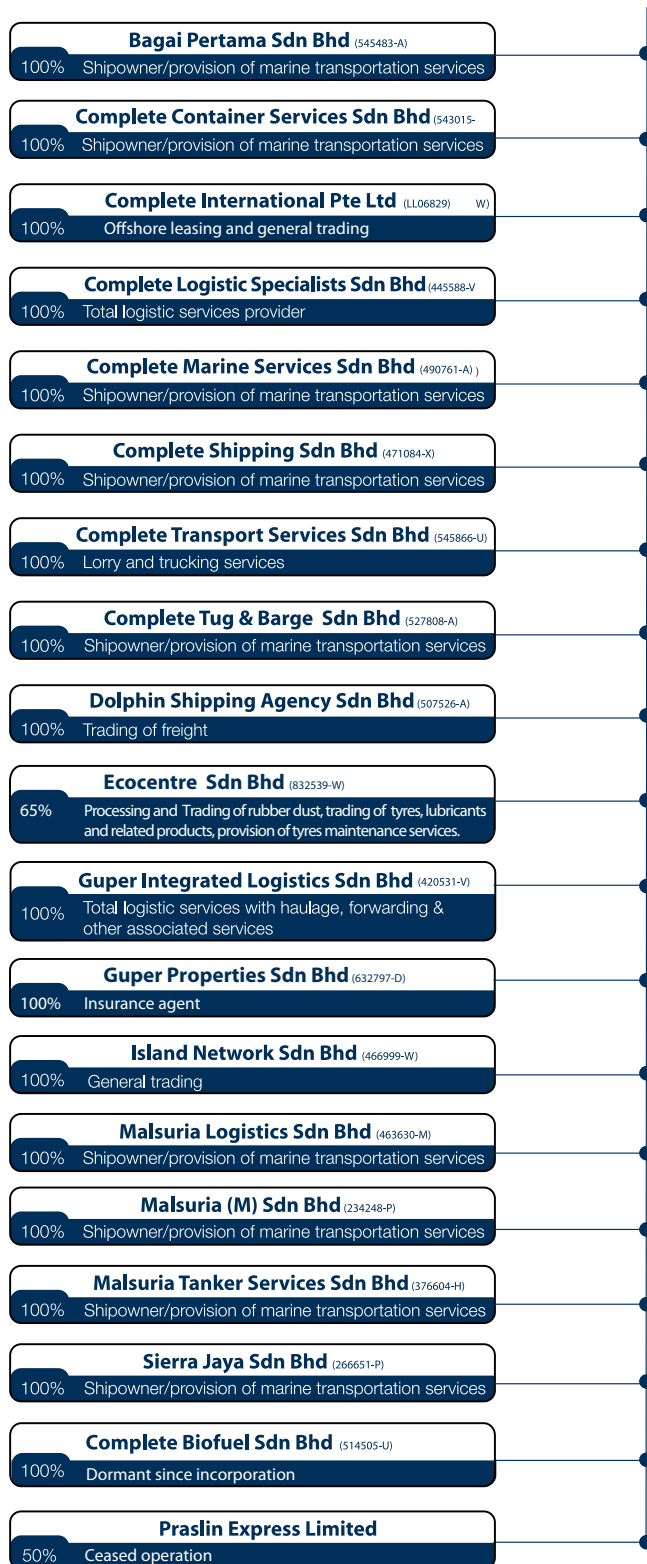 Bagai Pertama Sdn Bhd (545483-A)
100% Shipowner/provision of marine transportation services
Complete Container Services Sdn Bhd (543015-
100% Shipowner/provision of marine transportation services
Complete International Pte Ltd (LL06829) W)
100% Offshore leasing and general trading
Complete Logistic Specialists Sdn Bhd (445588-V
100% Total logistic services provider
Complete Marine Services Sdn Bhd (490761-A) )
100% Shipowner/provision of marine transportation services
Complete Shipping Sdn Bhd (471084-X)
100% Shipowner/provision of marine transportation services
Complete Transport Services Sdn Bhd (545866-U)
100% Lorry and trucking services
Complete Tug & Barge Sdn Bhd (527808-A)
100% Shipowner/provision of marine transportation services
Dolphin Shipping Agency Sdn Bhd (507526-A)
100% Trading of freight
Ecocentre Sdn Bhd (832539-W)
65% Processing and Trading of rubber dust, trading of tyres, lubricants
and related products, provision of tyres maintenance services.
Guper Integrated Logistics Sdn Bhd (420531-V)
100% Total logistic services with haulage, forwarding &
other associated services
Guper Properties Sdn Bhd (632797-D)
100% Insurance agent
Island Network Sdn Bhd (466999-W)
100% General trading
Malsuria Logistics Sdn Bhd (463630-M)
100% Shipowner/provision of marine transportation services
Malsuria (M) Sdn Bhd (234248-P)
100% Shipowner/provision of marine transportation services
Malsuria Tanker Services Sdn Bhd (376604-H)
100% Shipowner/provision of marine transportation services
Sierra Jaya Sdn Bhd (266651-P)
100% Shipowner/provision of marine transportation services
Complete Biofuel Sdn Bhd (514505-U)
100% Dormant since incorporation
Praslin Express Limited
50% Ceased operation